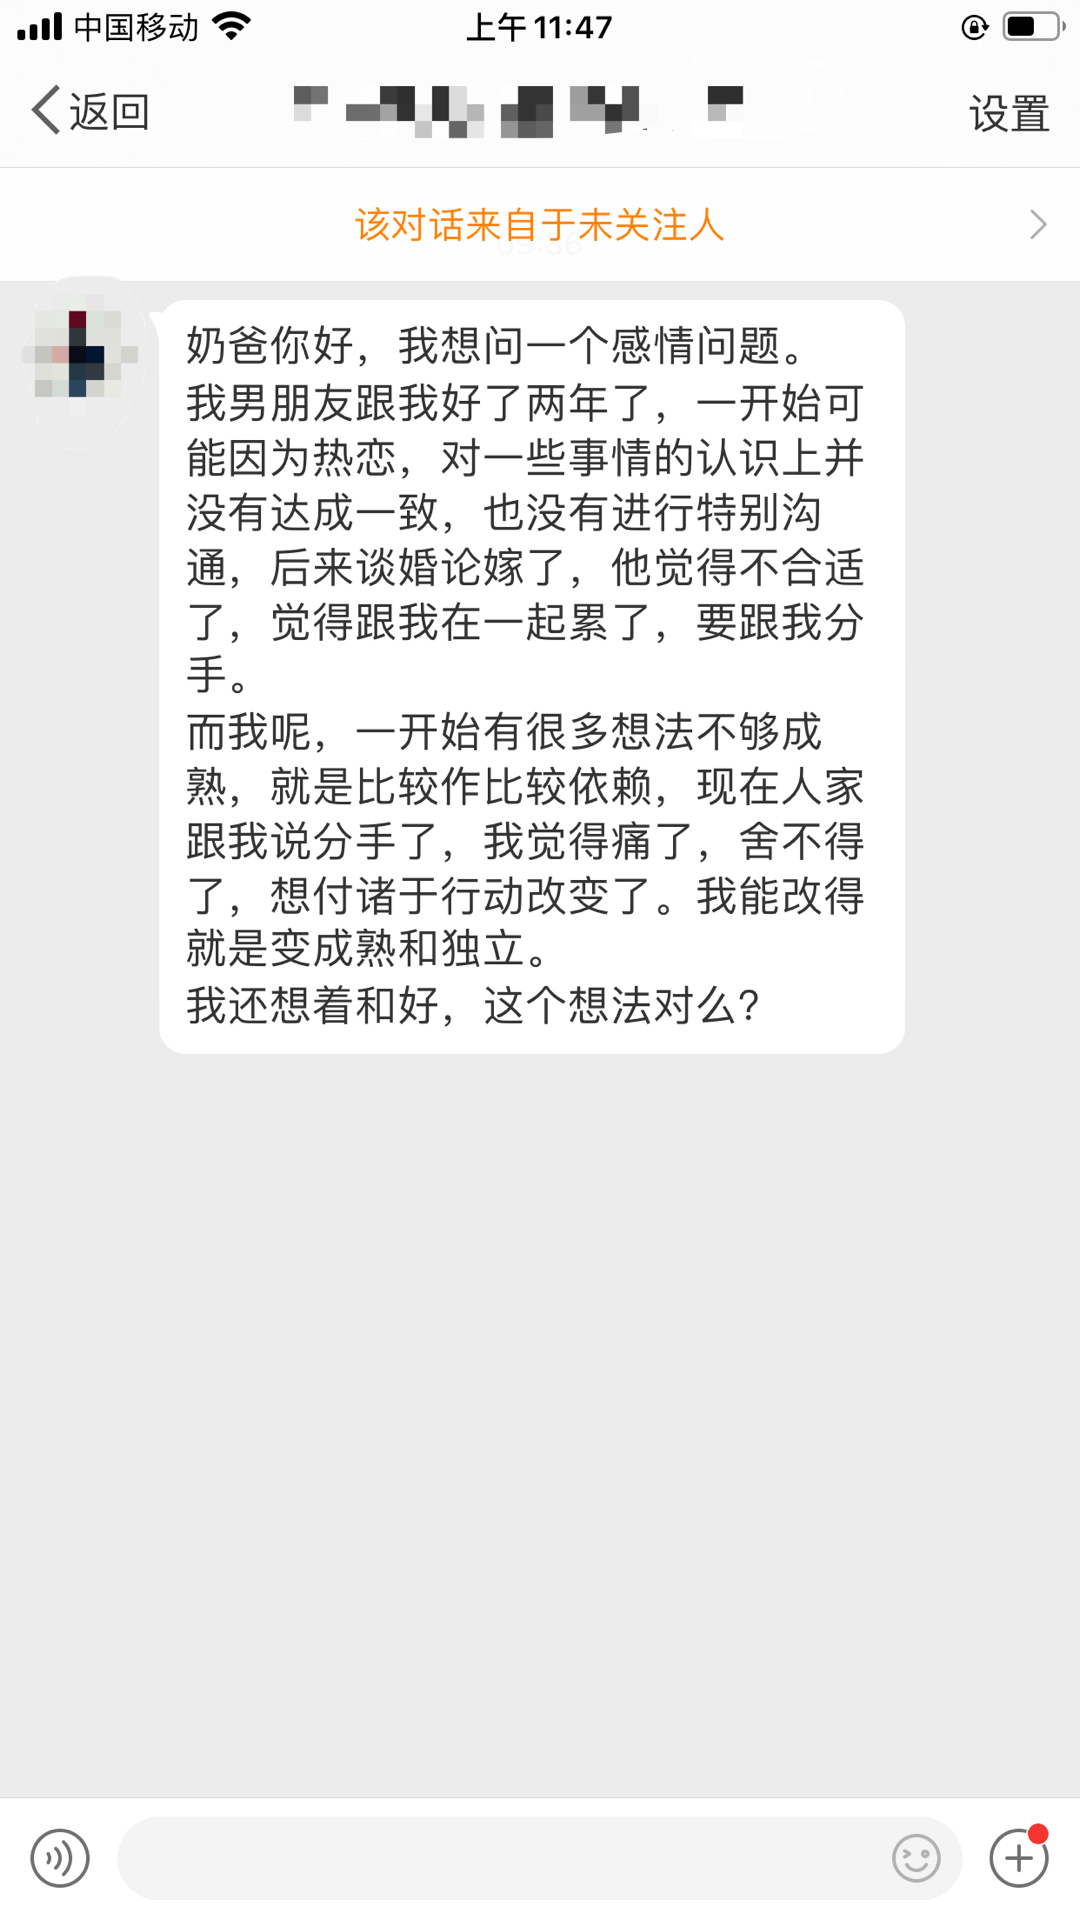 中国移动
上午 11:47
返回
设置
该对话来自于未关注人
09:36
奶爸你好，我想问一个感情问题。
我男朋友跟我好了两年了，一开始可
能因为热恋，对一些事情的认识上并
没有达成一致，也没有进行特别沟
通，后来谈婚论嫁了，他觉得不合适
了，觉得跟我在一起累了，要跟我分
手。
而我呢，一开始有很多想法不够成
熟，就是比较作比较依赖，现在人家
跟我说分手了，我觉得痛了，舍不得
了，想付诸于行动改变了。我能改得
就是变成熟和独立。
我还想着和好，这个想法对么？